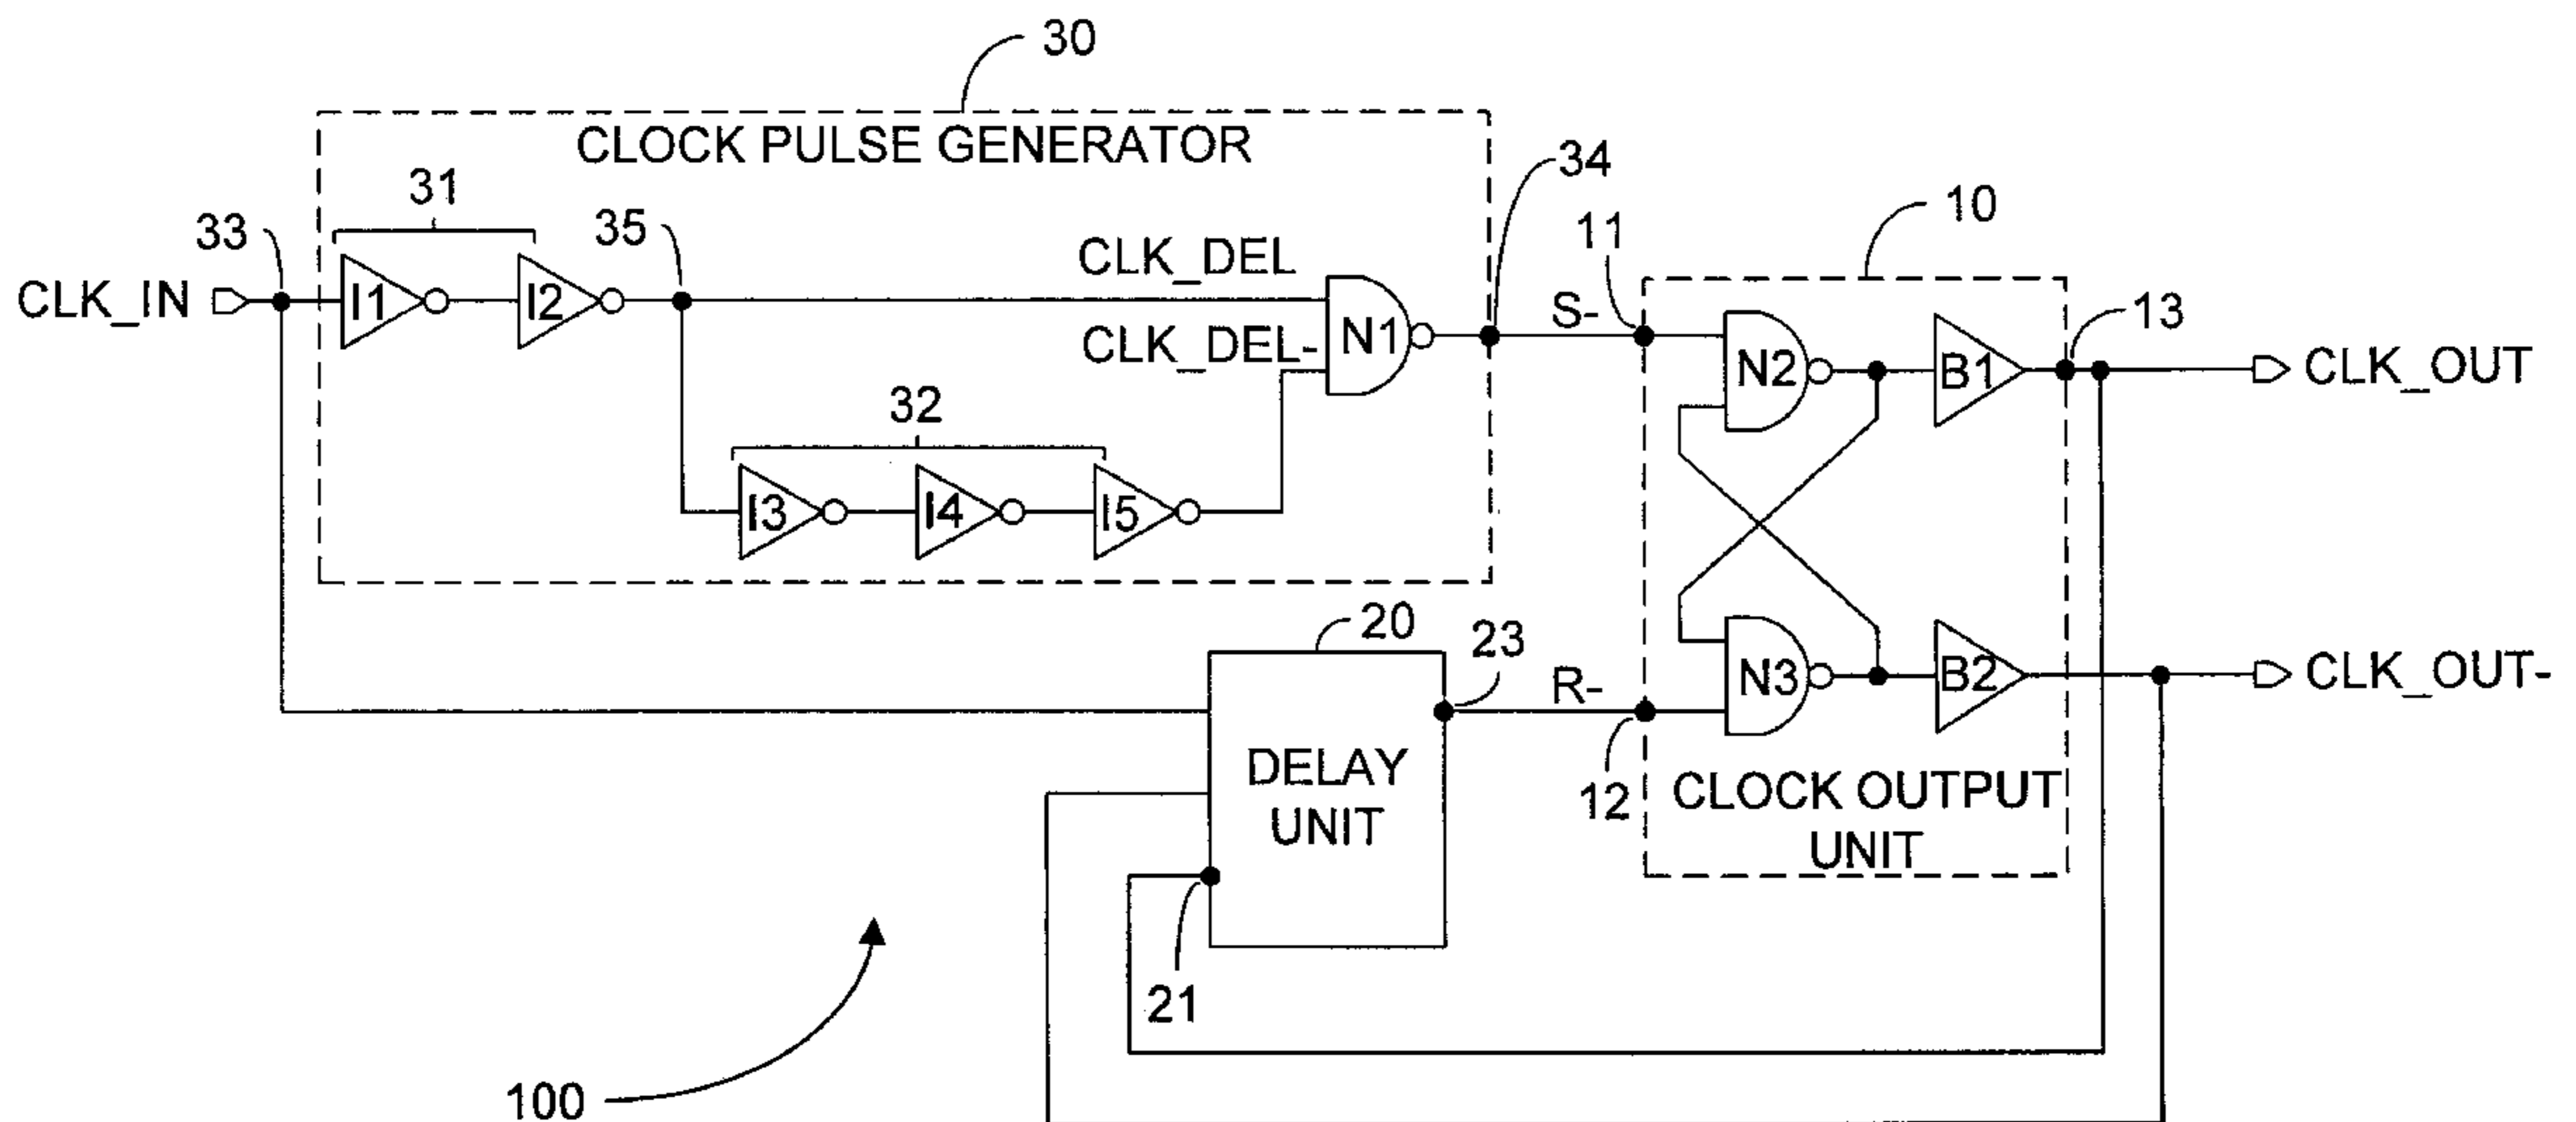 30
CLOCK PULSE GENERATOR
34
31
33
35
11
10
CLK_IN
I1
I2
CLK_DEL
CLK_DEL-
N1
S-
13
N2
B1
CLK_OUT
32
I3
I4
I5
20
23
R-
N3
B2
CLK_OUT-
DELAY
UNIT
12
CLOCK OUTPUT
UNIT
21
100